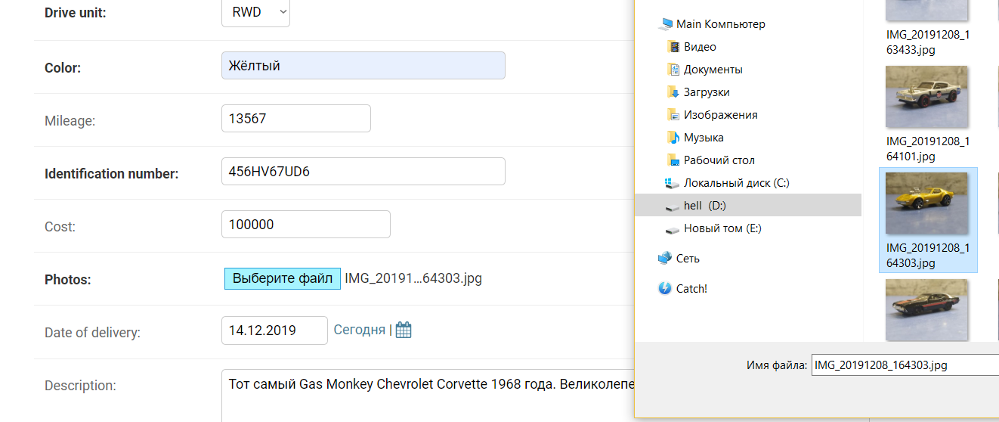 Drive unit:
RWD
Color:
Жёлтый
Mileage:
13567
Identification number:
456HV67UD6
Cost:
100000
Photos:
Выберите файл IMG_20191…64303.jpg
Date of delivery:
14.12.2019
Сегодня |
Description:
Тот самый Gas Monkey Chevrolet Corvette 1968 года. Великолепе
Main Компьютер
Видео
Документы
Загрузки
Изображения
Музыка
Рабочий стол
Локальный диск (C:)
hell (D:)
Новый том (E:)
Сеть
Catch!
IMG_20191208_1
63433.jpg
IMG_20191208_1
64101.jpg
IMG_20191208_1
64303.jpg
Имя файла:
IMG_20191208_164303.jpg